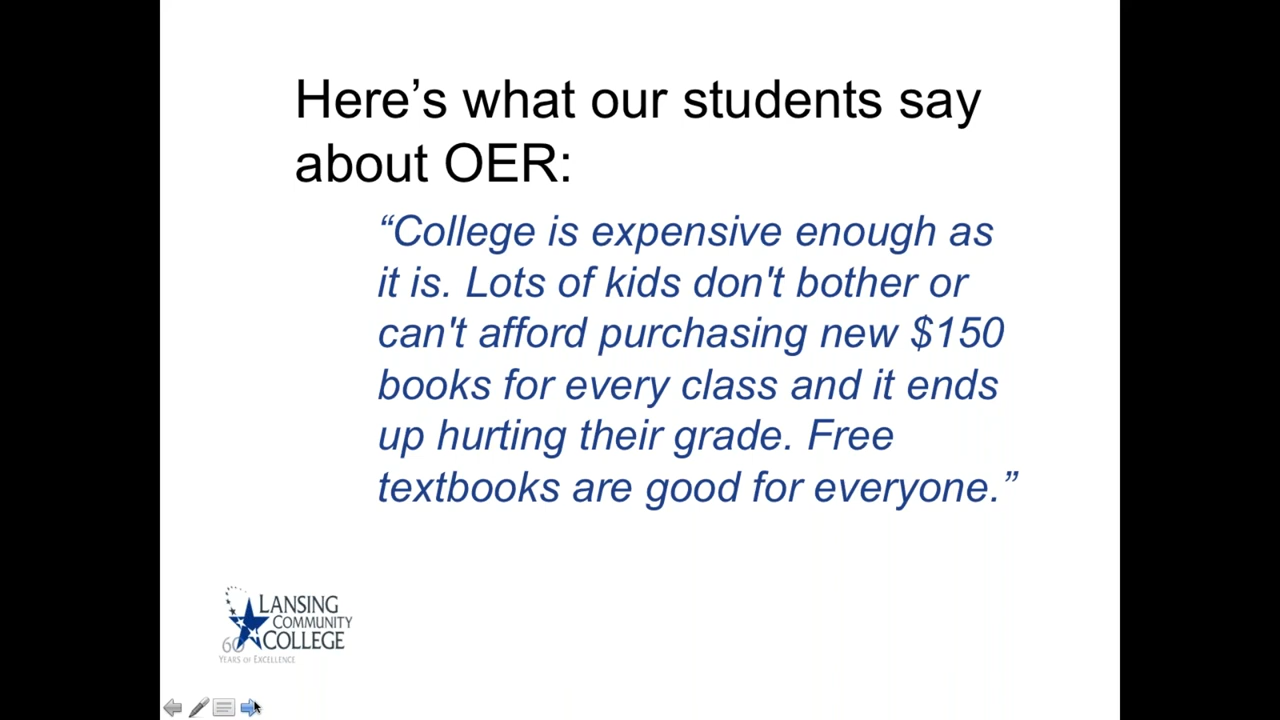 Here’s what our students say
about OER:
“College is expensive enough as
it is. Lots of kids don't bother or
can't afford purchasing new $150
books for every class and it ends
up hurting their grade. Free
textbooks are good for everyone.”
LANSING
COMMUNITY
COLLEGE
60
YEARS OF EXCELLENCE